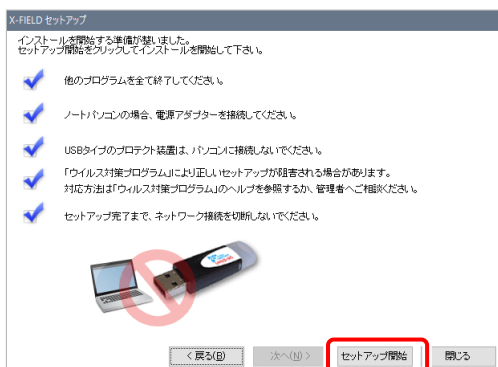 X-FIELD セットアップ
インストールを開始する準備が整いました。
セットアップ開始をクリックしてインストールを開始して下さい。
他のプログラムを全て終了してください。
ノートパソコンの場合、電源アダプターを接続してください。
USBタイプのプロテクト装置は、パソコンに接続しないでください。
「ウイルス対策プログラム」により正しいセットアップが阻害される場合があります。
対応方法は「ウィルス対策プログラム」のヘルプを参照するか、管理者へご相談ください。
セットアップ完了まで、ネットワーク接続を切断しないでください。
< 戻る(B) 次へ(N) > セットアップ開始 閉じる